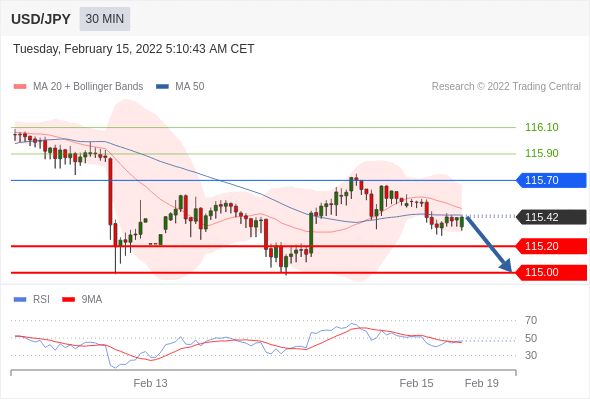 USD/JPY 30 MIN
Tuesday, February 15, 2022 5:10:43 AM CET
MA 20 + Bollinger Bands MA 50 Research © 2022 Trading Central
116.10
115.90
115.70
115.42
115.20
115.00
RSI 9MA
70
50
30
Feb 13 Feb 15 Feb 19